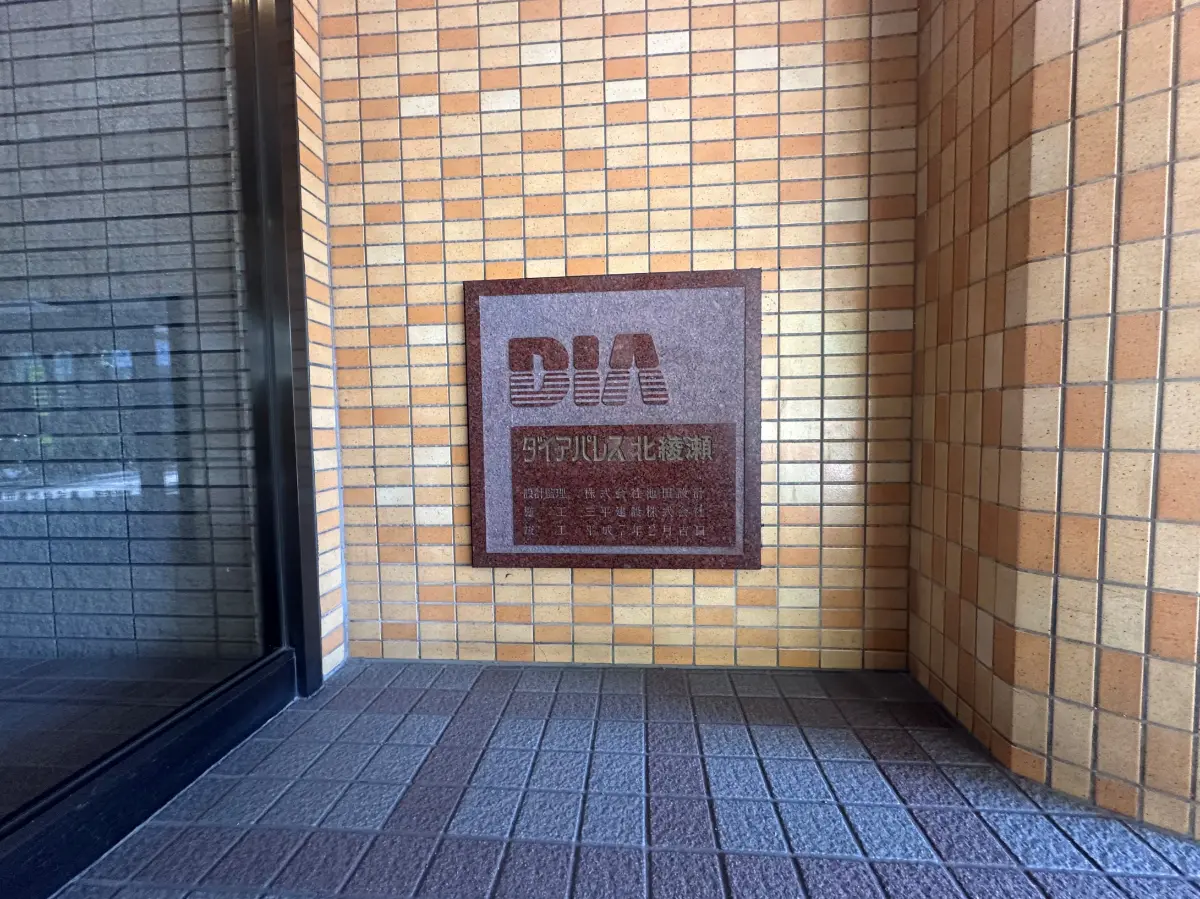 DIA
ダイアパレス 北綾瀬
設計監理 株式会社
施 工 三平建設株式会社
竣 工 平成7年2月吉日